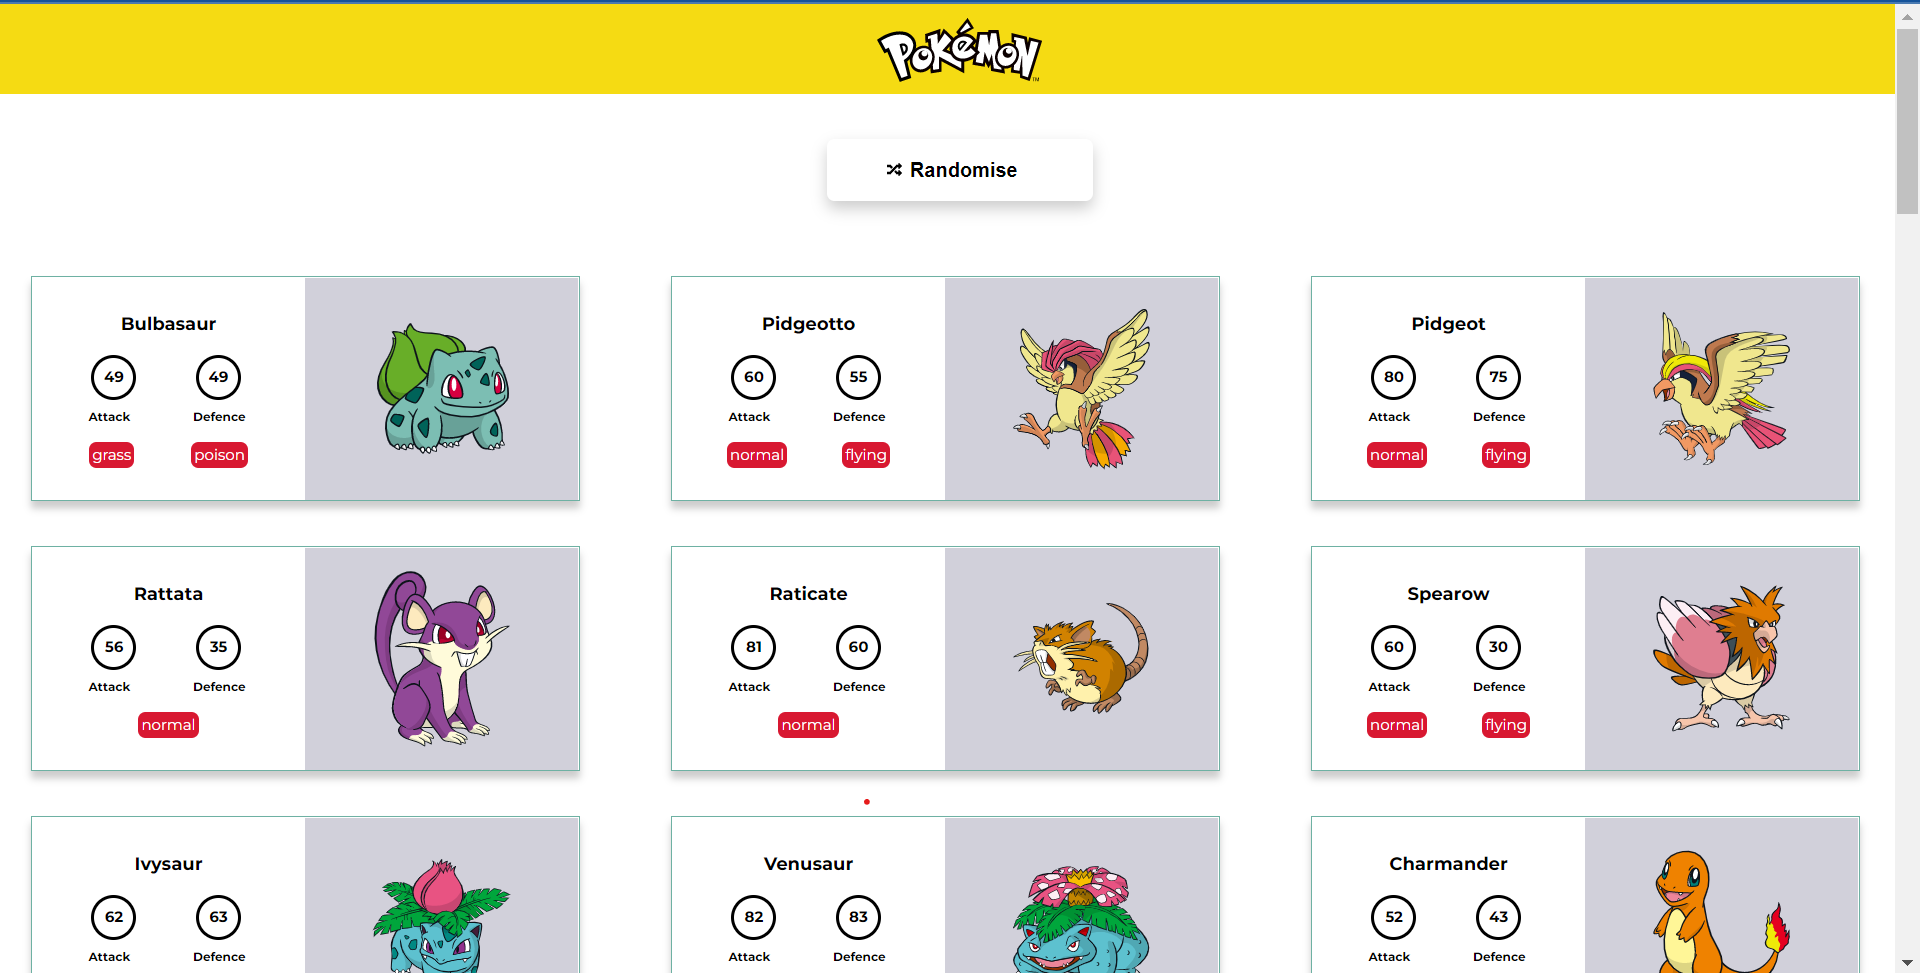 POKéMON
TM
Randomise
Bulbasaur
49 49
Attack Defence
grass poison
Pidgeotto
60 55
Attack Defence
normal flying
Pidgeot
80 75
Attack Defence
normal flying
Rattata
56 35
Attack Defence
normal
Raticate
81 60
Attack Defence
normal
Spearow
60 30
Attack Defence
normal flying
Ivysaur
62 63
Attack Defence
Venusaur
82 83
Attack Defence
Charmander
52 43
Attack Defence